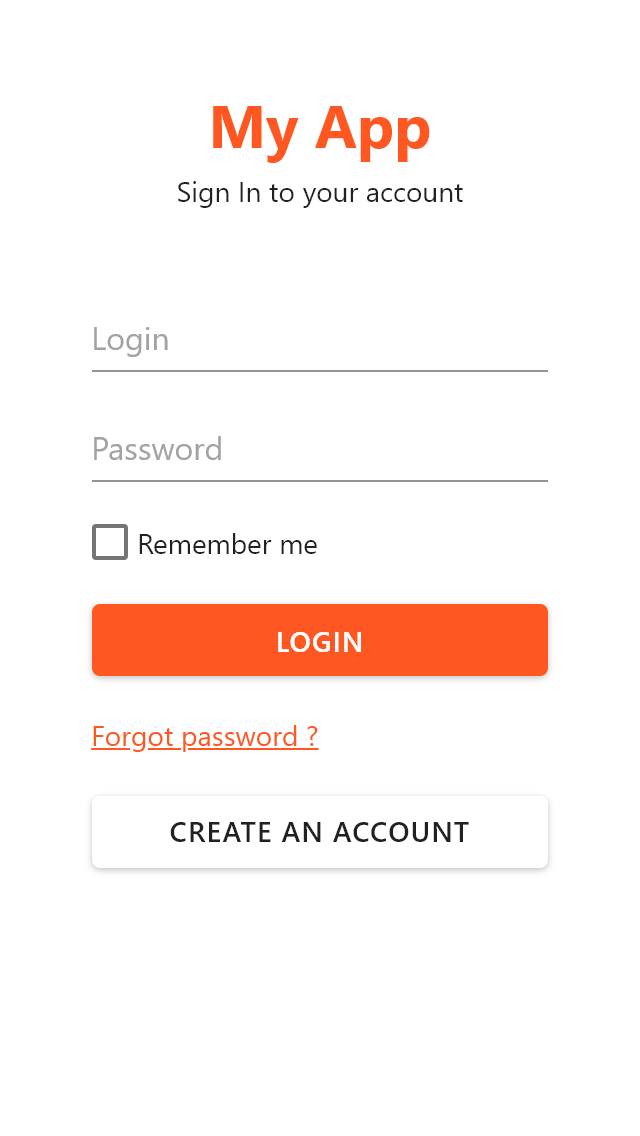 My App
Sign In to your account
Login
Password
Remember me
LOGIN
Forgot password ?
CREATE AN ACCOUNT